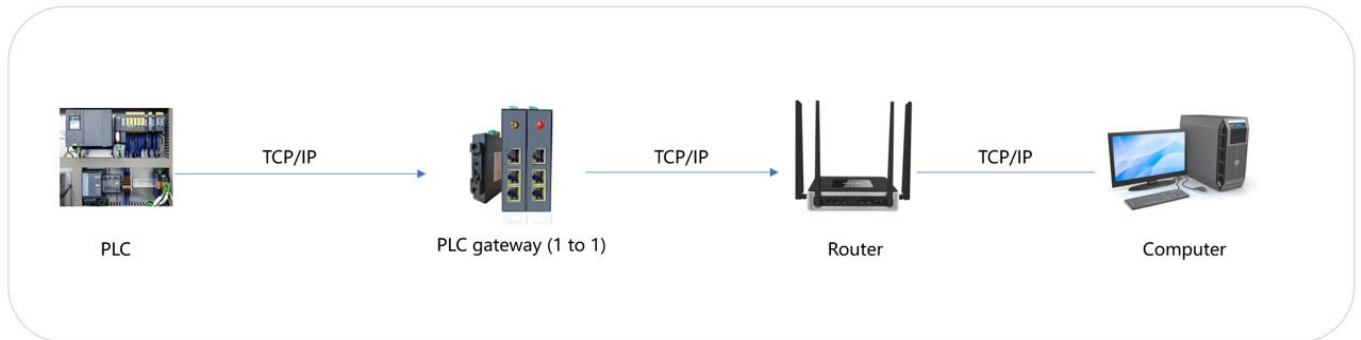 TCP/IP
TCP/IP
TCP/IP
PLC
PLC gateway (1 to 1)
Router
Computer